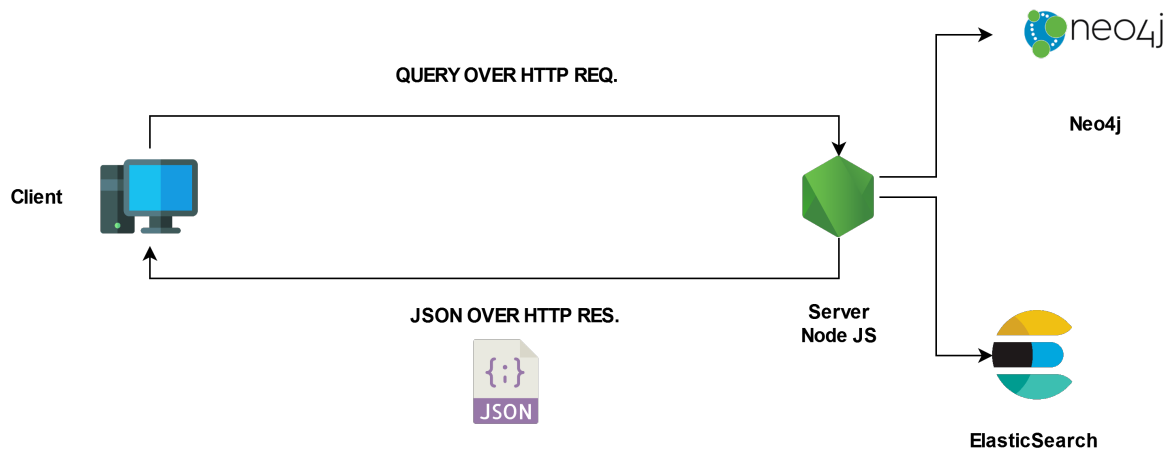 neo4j
QUERY OVER HTTP REQ.
Neo4j
Client
JSON OVER HTTP RES.
Server
Node JS
{;}
JSON
ElasticSearch